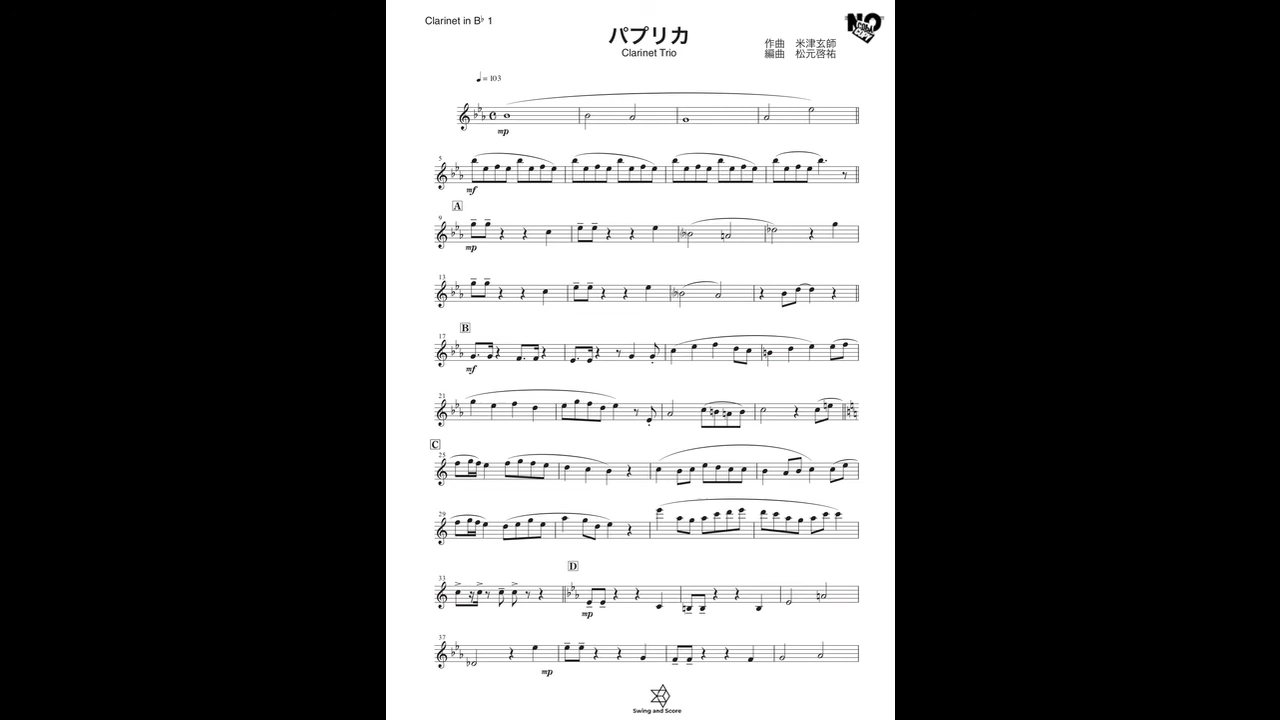 Clarinet in B♭ 1
パプリカ
Clarinet Trio
NO COPY
作曲 米津玄師
編曲 松元啓祐
= 103
mp
5
mf
A
9
mp
13
B
17
mf
21
C
25
29
D
33
mp
37
mp
Swing and Score